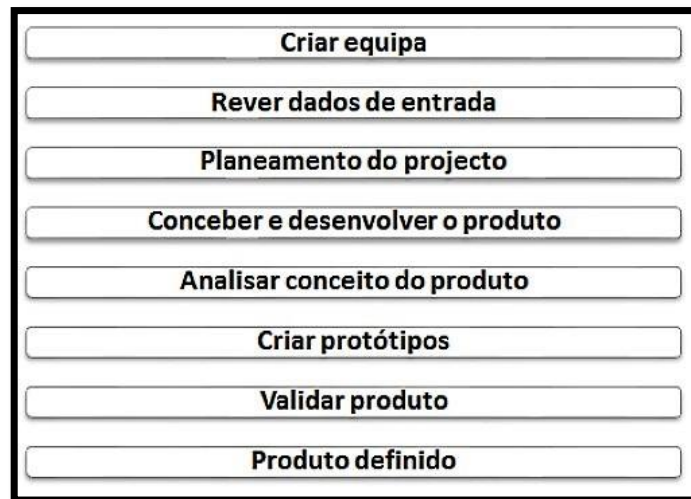 Criar equipa
Rever dados de entrada
Planeamento do projecto
Conceber e desenvolver o produto
Analisar conceito do produto
Criar protótipos
Validar produto
Produto definido